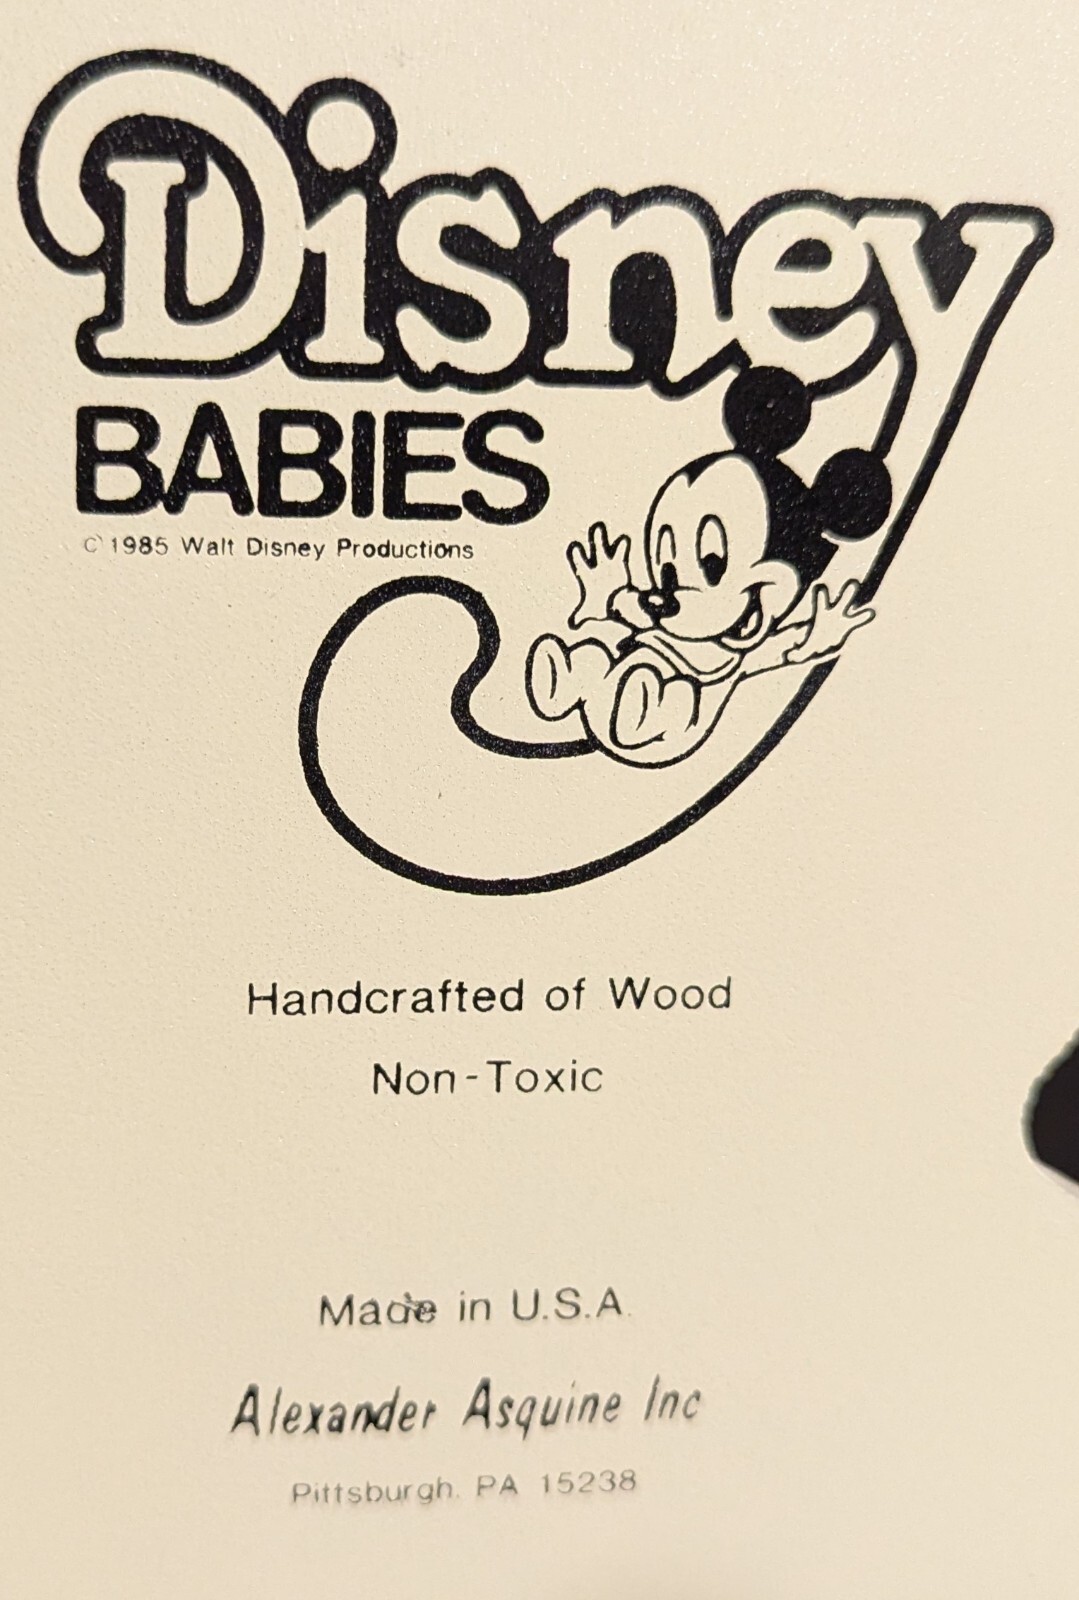 Disney
BABIES
© 1985 Walt Disney Productions
Handcrafted of Wood
Non-Toxic
Made in U.S.A.
Alexander Asquine Inc
Pittsburgh, PA 15238